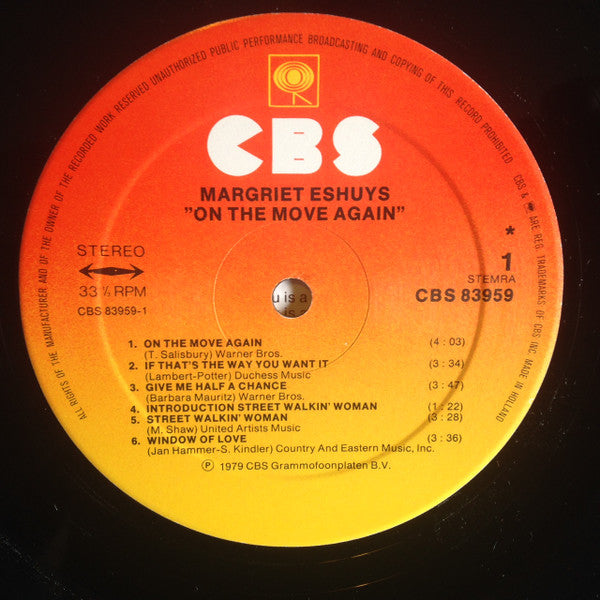 ALL RIGHTS OF THE MANUFACTURER AND OF THE OWNER OF THE RECORDED WORK RESERVED. UNAUTHORIZED PUBLIC PERFORMANCE BROADCASTING AND COPYING OF THIS RECORD PROHIBITED. CBS & ARE REG. TRADEMARKS OF CBS INC. MADE IN HOLLAND
CBS
MARGRIET ESHUYS
"ON THE MOVE AGAIN"
STEREO
33⅓ RPM
CBS 83959-1
* 1
STEMRA
CBS 83959
u is a
is a
1. ON THE MOVE AGAIN (4 : 03)
(T. Salisbury) Warner Bros.
2. IF THAT'S THE WAY YOU WANT IT (3 : 34)
(Lambert-Potter) Duchess Music
3. GIVE ME HALF A CHANCE (3 : 47)
(Barbara Mauritz) Warner Bros.
4. INTRODUCTION STREET WALKIN' WOMAN (1 : 22)
5. STREET WALKIN' WOMAN (3 : 28)
(M. Shaw) United Artists Music
6. WINDOW OF LOVE (3 : 36)
(Jan Hammer-S. Kindler) Country And Eastern Music, Inc.
Ⓟ 1979 CBS Grammofoonplaten B.V.